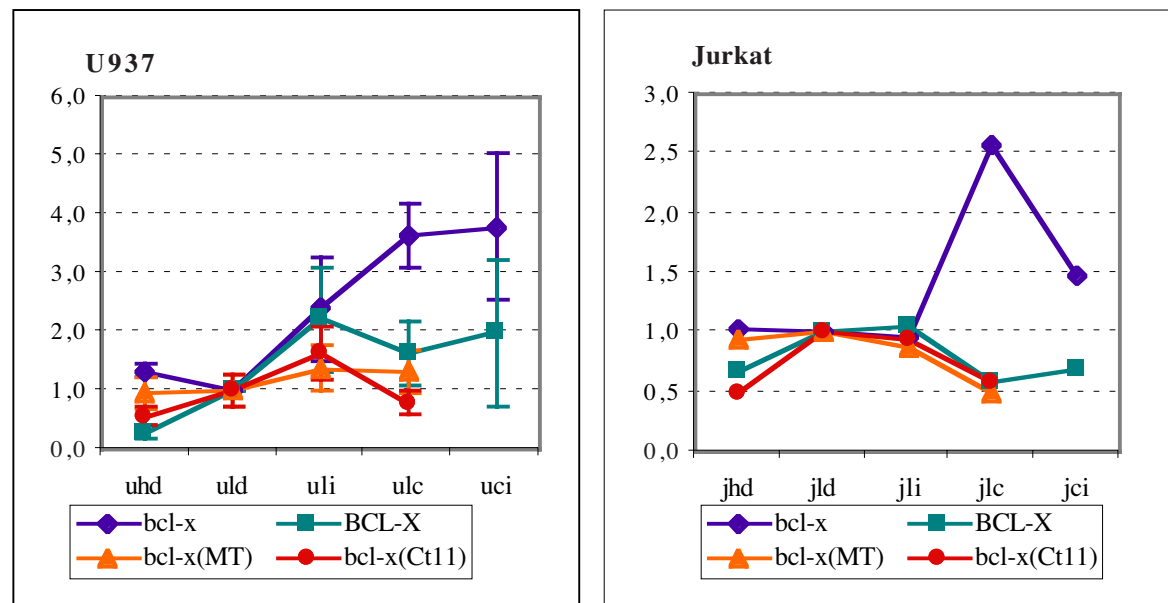 U937
6,0
5,0
4,0
3,0
2,0
1,0
0,0
uhd uld uli ulc uci
bcl-x BCL-X
bcl-x(MT) bcl-x(Ct11)
Jurkat
3,0
2,5
2,0
1,5
1,0
0,5
0,0
jhd jld jli jlc jci
bcl-x BCL-X
bcl-x(MT) bcl-x(Ct11)